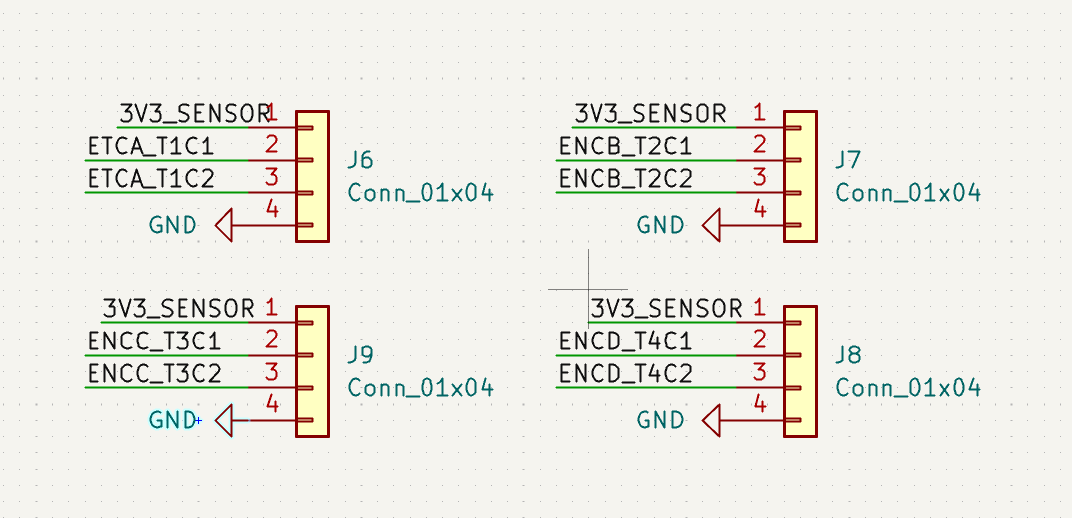 3V3_SENSOR 1
ETCA_T1C1 2
ETCA_T1C2 3
GND 4
J6
Conn_01x04
3V3_SENSOR 1
ENCB_T2C1 2
ENCB_T2C2 3
GND 4
J7
Conn_01x04
3V3_SENSOR 1
ENCC_T3C1 2
ENCC_T3C2 3
GND 4
J9
Conn_01x04
3V3_SENSOR 1
ENCD_T4C1 2
ENCD_T4C2 3
GND 4
J8
Conn_01x04